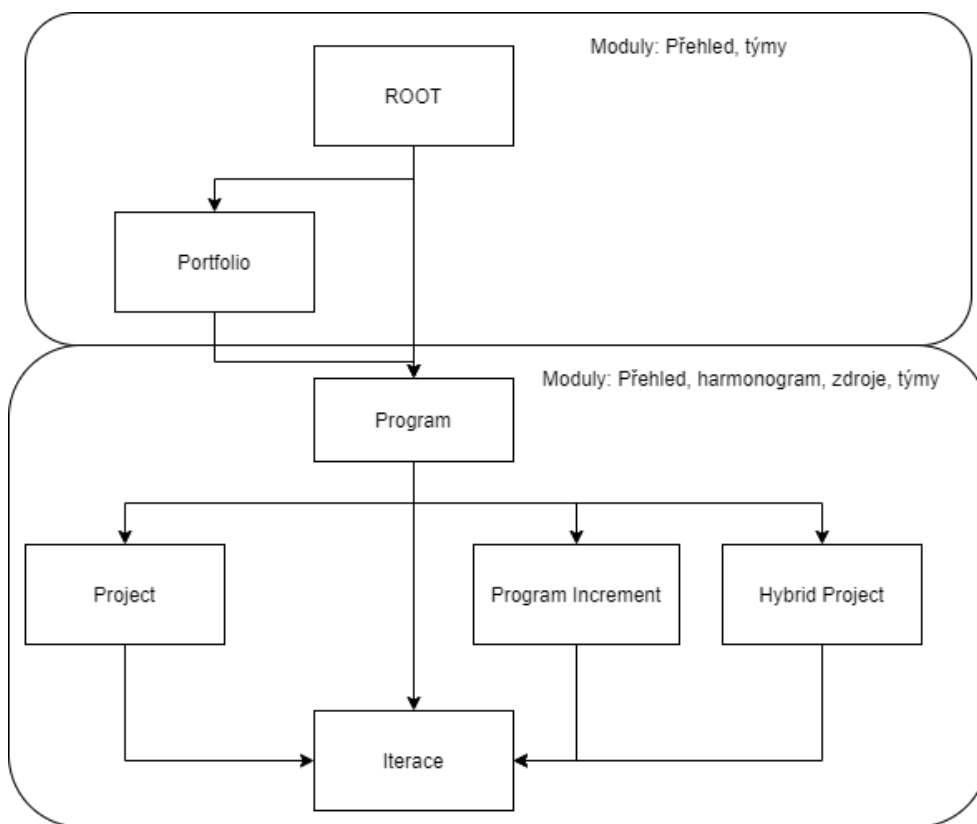 Moduly: Přehled, týmy
ROOT
Portfolio
Moduly: Přehled, harmonogram, zdroje, týmy
Program
Project
Program Increment
Hybrid Project
Iterace